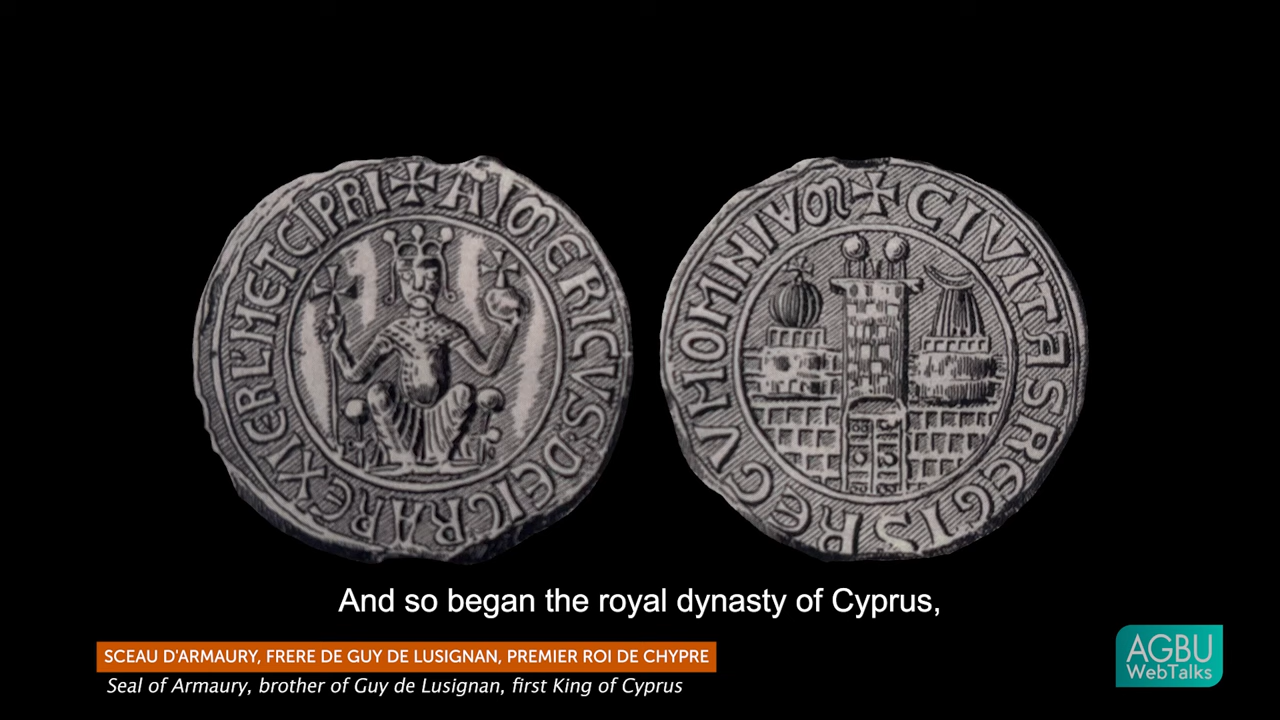 ✠ AIMERICVS·DEI GRA REX IERL'M ET CIPRI
✠ CIVITAS REGIS REGVM OMNIVM
And so began the royal dynasty of Cyprus,
SCEAU D'ARMAURY, FRERE DE GUY DE LUSIGNAN, PREMIER ROI DE CHYPRE
Seal of Armaury, brother of Guy de Lusignan, first King of Cyprus
AGBU
WebTalks